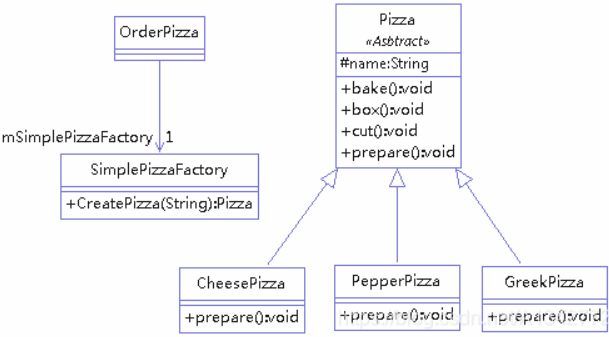 OrderPizza
mSimplePizzaFactory 1
SimplePizzaFactory
+CreatePizza(String):Pizza
Pizza
«Asbtract»
#name:String
+bake():void
+box():void
+cut():void
+prepare():void
CheesePizza
+prepare():void
PepperPizza
+prepare():void
GreekPizza
+prepare():void